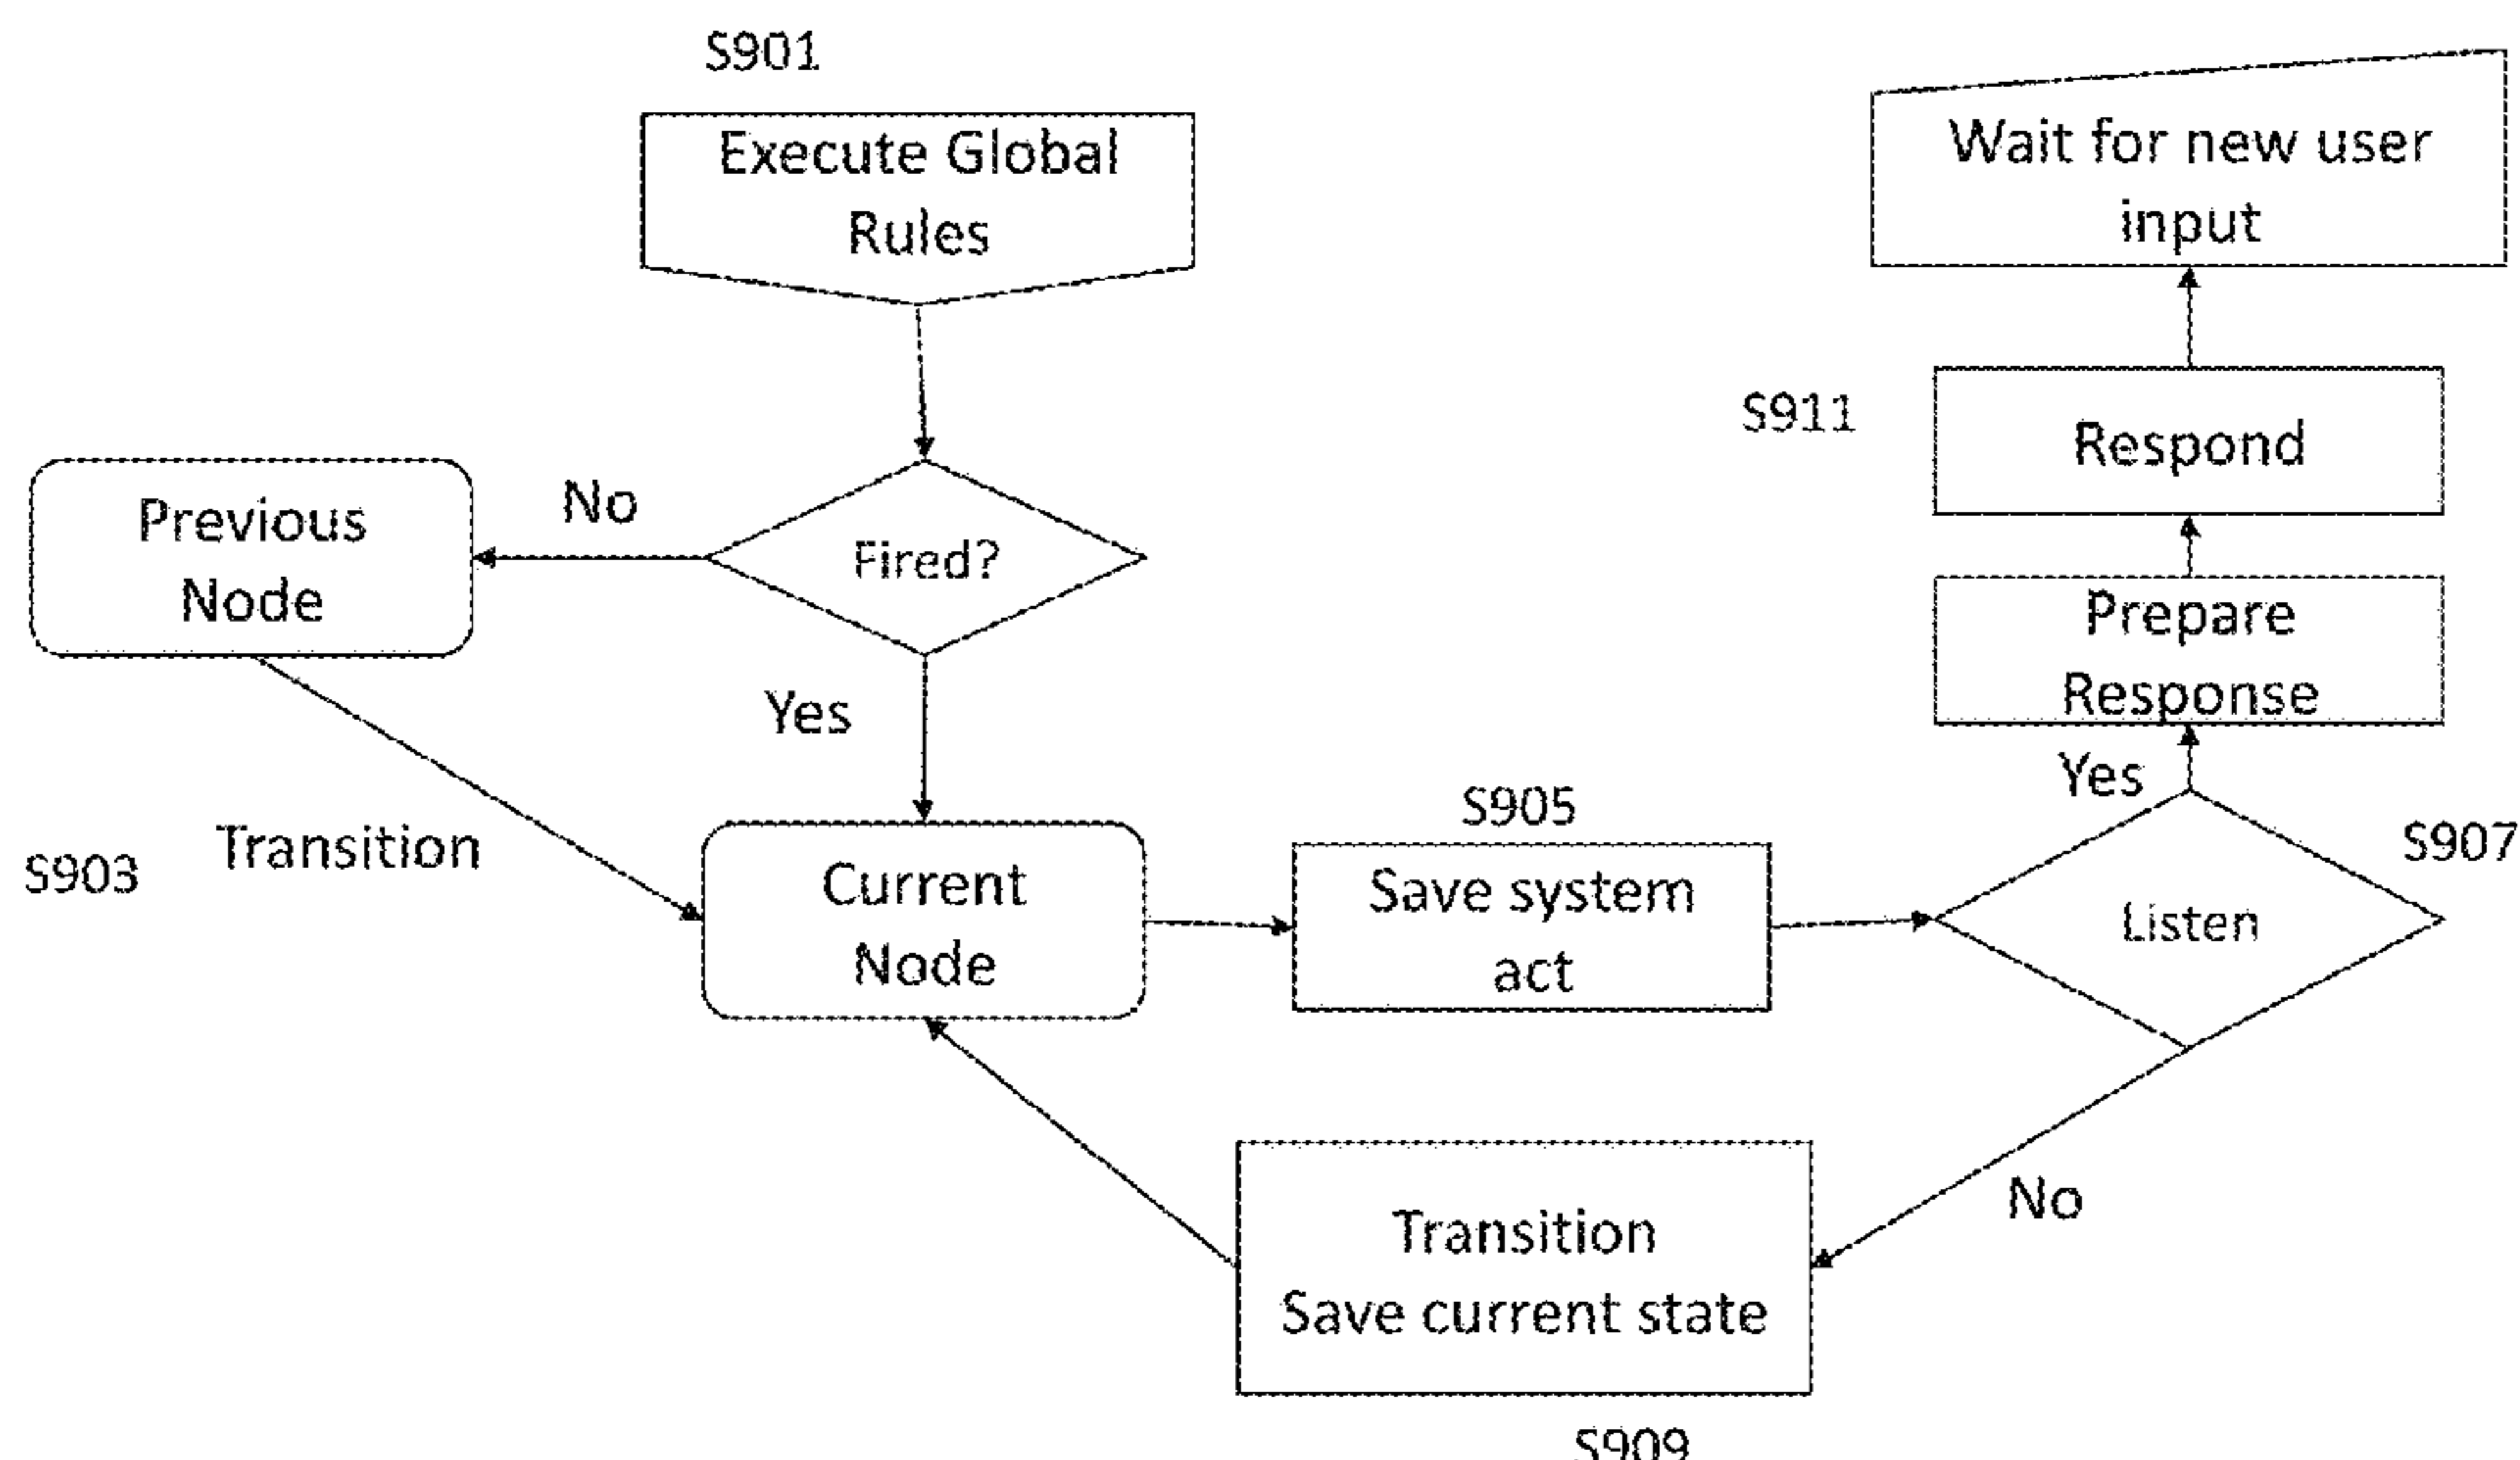 S901
Execute Global
Rules
Wait for new user
input
S911
Respond
Previous
Node
No
Fired?
Prepare
Response
Yes
Yes
S903
Transition
Current
Node
S905
Save system
act
S907
Listen
No
Transition
Save current state
S909